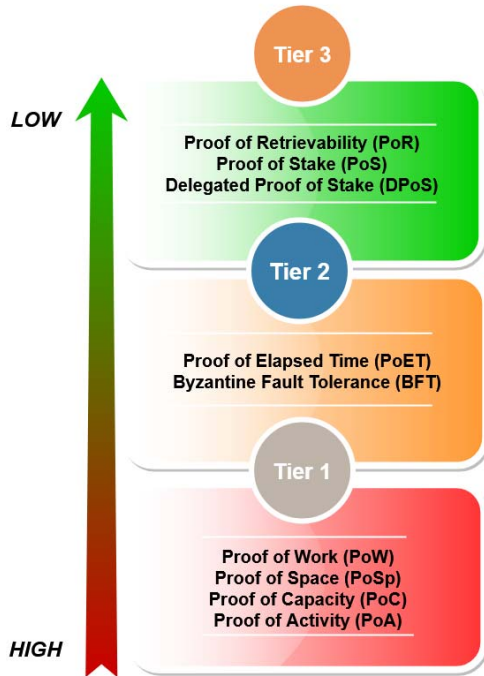 Tier 3
LOW
Proof of Retrievability (PoR)
Proof of Stake (PoS)
Delegated Proof of Stake (DPoS)
Tier 2
Proof of Elapsed Time (PoET)
Byzantine Fault Tolerance (BFT)
Tier 1
Proof of Work (PoW)
Proof of Space (PoSp)
Proof of Capacity (PoC)
Proof of Activity (PoA)
HIGH